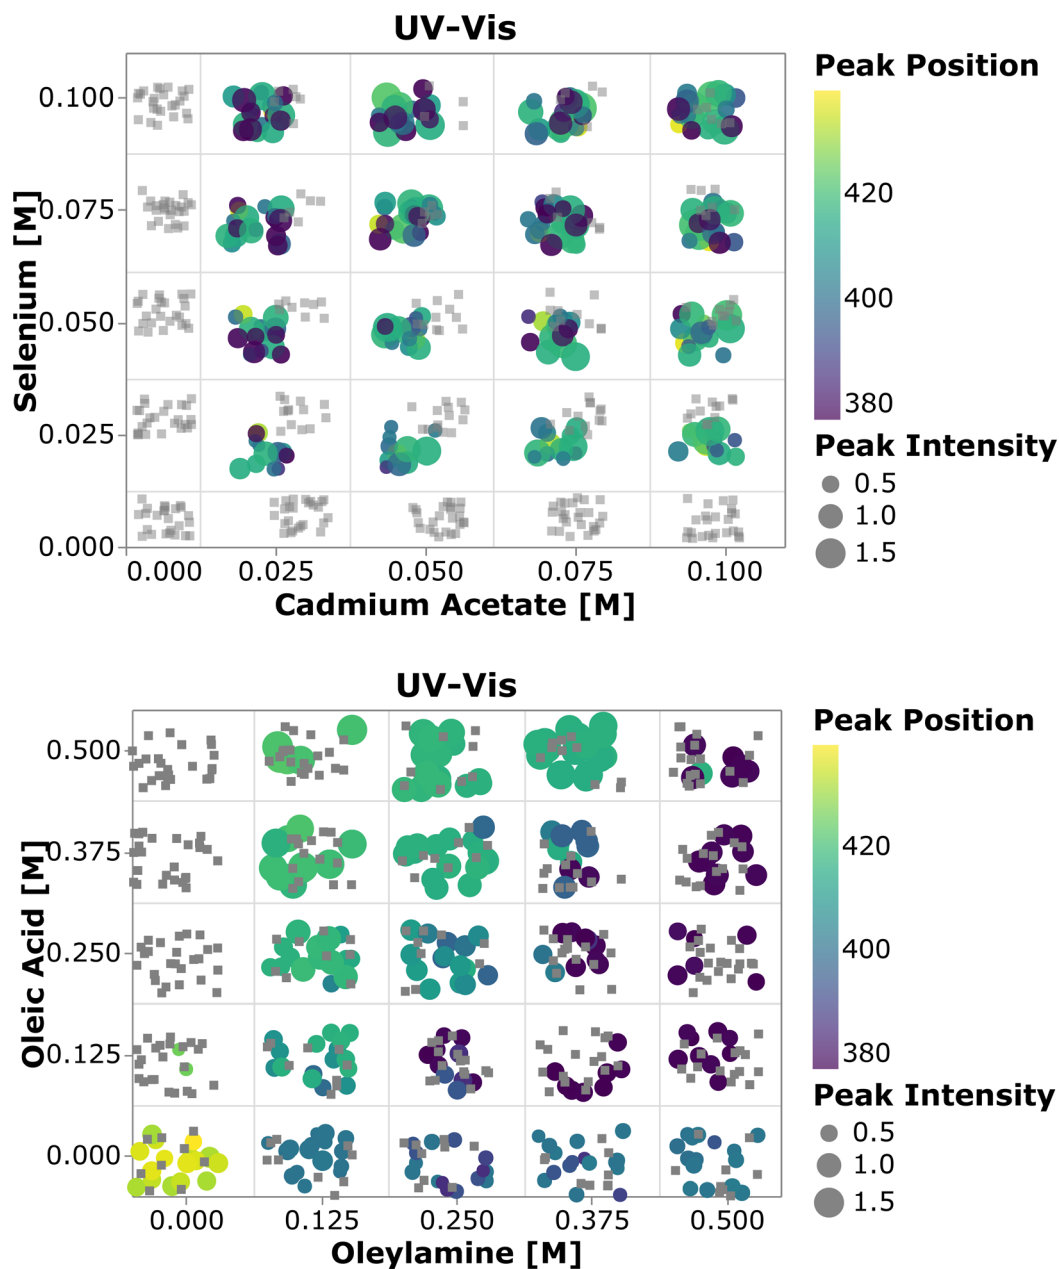 UV-Vis
Selenium [M]
0.100
0.075
0.050
0.025
0.000
0.000 0.025 0.050 0.075 0.100
Cadmium Acetate [M]
Peak Position
420
400
380
Peak Intensity
0.5
1.0
1.5
UV-Vis
Oleic Acid [M]
0.500
0.375
0.250
0.125
0.000
0.000 0.125 0.250 0.375 0.500
Oleylamine [M]
Peak Position
420
400
380
Peak Intensity
0.5
1.0
1.5